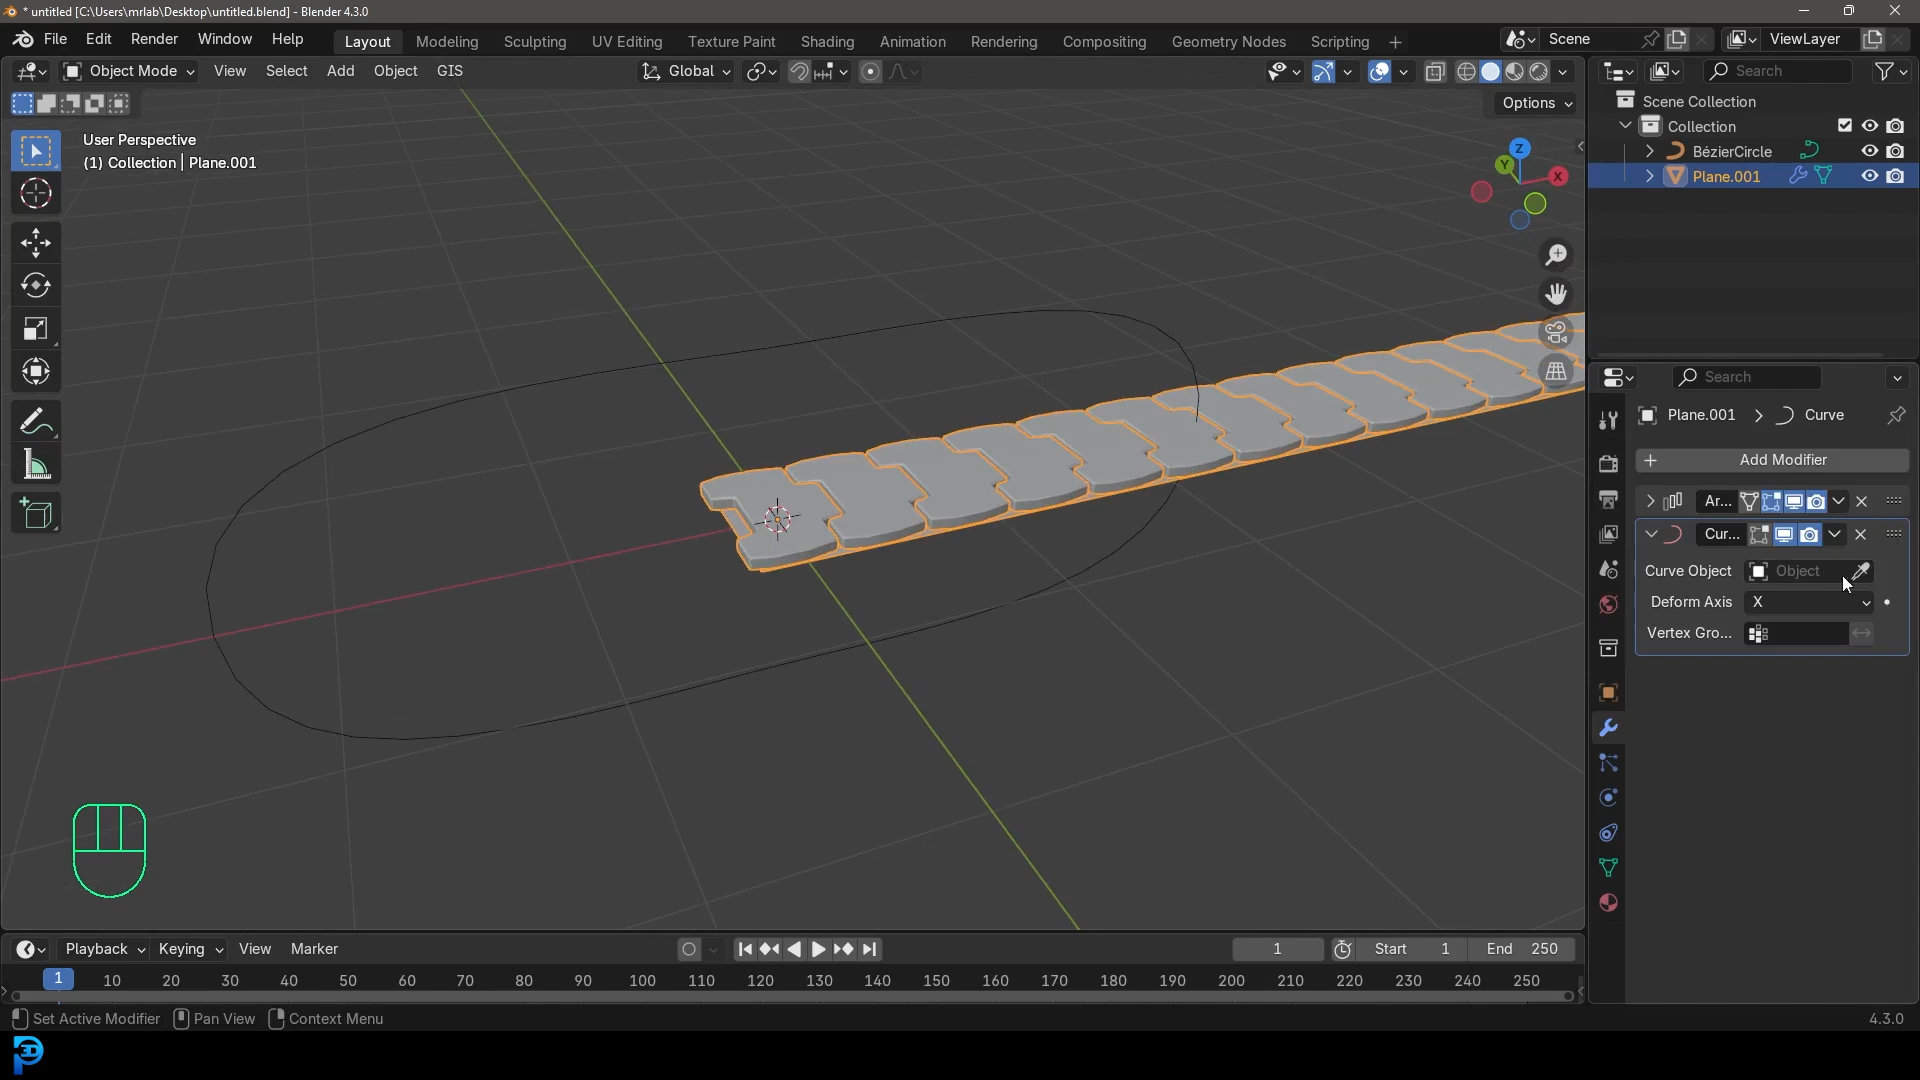 * untitled [C:\Users\mrlab\Desktop\untitled.blend] - Blender 4.3.0
File Edit Render Window Help Layout Modeling Sculpting UV Editing Texture Paint Shading Animation Rendering Compositing Geometry Nodes Scripting + Scene ViewLayer
Object Mode View Select Add Object GIS Global Search
Options
User Perspective
(1) Collection | Plane.001
Z
Y
X
Scene Collection
Collection
BézierCircle
Plane.001
Search
Plane.001 > Curve
+ Add Modifier
Ar...
Cur...
Curve Object Object
Deform Axis X
Vertex Gro...
Playback Keying View Marker 1 Start 1 End 250
1 10 20 30 40 50 60 70 80 90 100 110 120 130 140 150 160 170 180 190 200 210 220 230 240 250
Set Active Modifier Pan View Context Menu 4.3.0
3D